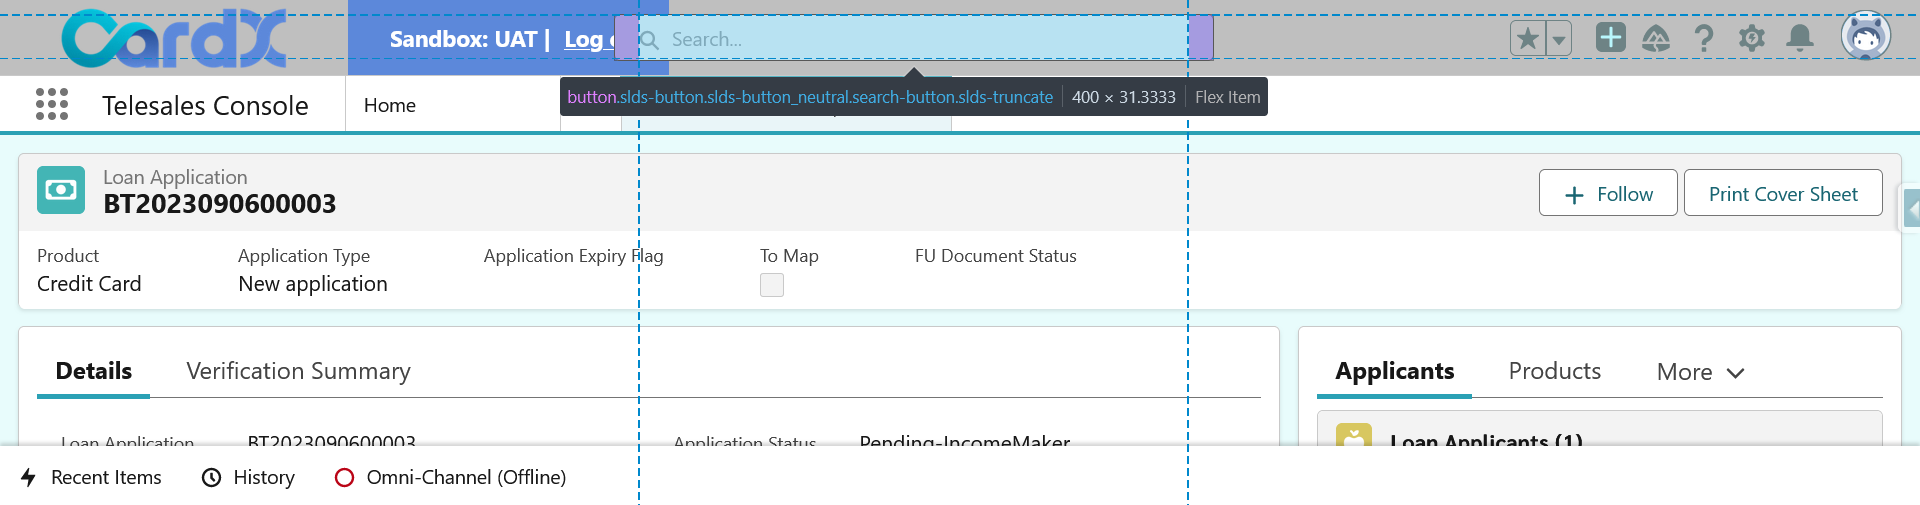 CardX
Sandbox: UAT | Log
Search...
button.slds-button.slds-button_neutral.search-button.slds-truncate 400 × 31.3333 Flex Item
Telesales Console
Home
Loan Application
BT2023090600003
Follow
Print Cover Sheet
Product
Application Type
Application Expiry Flag
To Map
FU Document Status
Credit Card
New application
Details
Verification Summary
Applicants
Products
More
Loan Application
BT2023090600003
Application Status
Pending-IncomeMaker
Loan Applicants (1)
Recent Items
History
Omni-Channel (Offline)